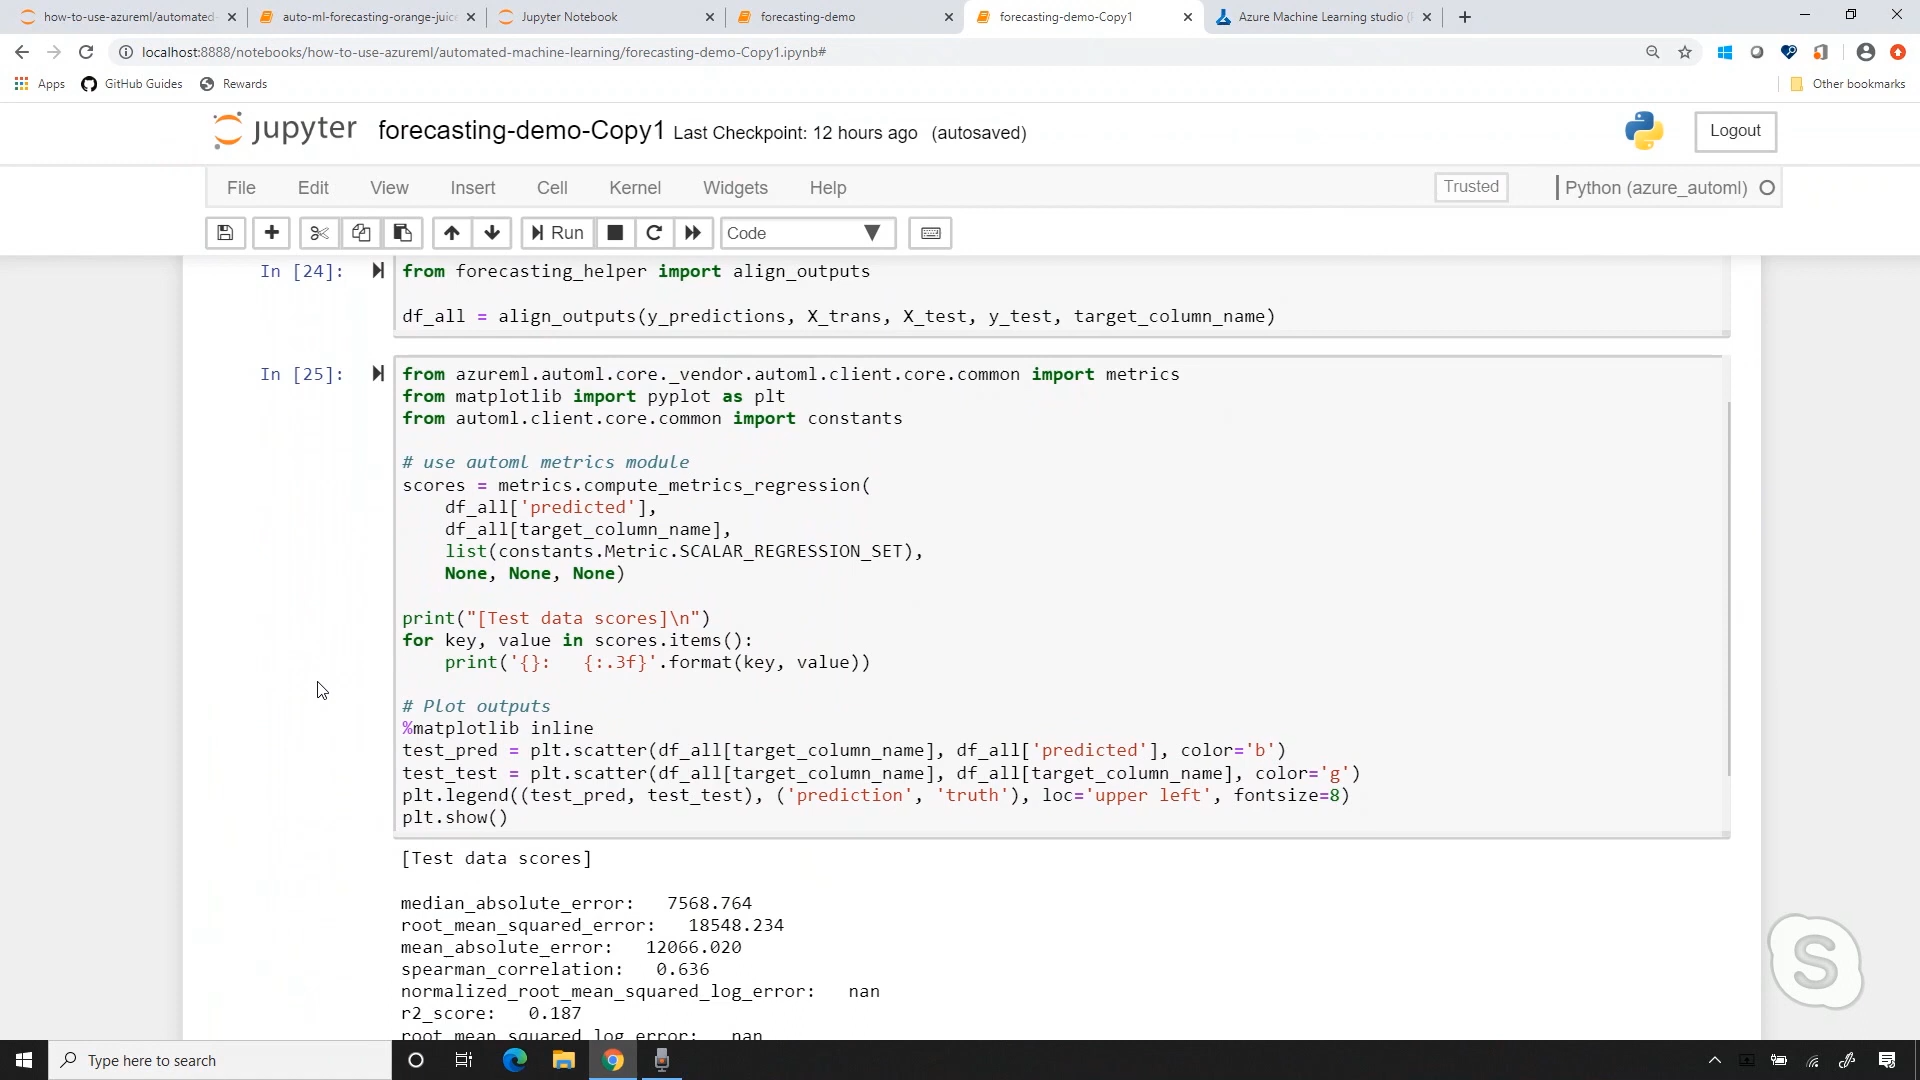 how-to-use-azureml/automated-
auto-ml-forecasting-orange-juice
Jupyter Notebook
forecasting-demo
forecasting-demo-Copy1
Azure Machine Learning studio (
localhost:8888/notebooks/how-to-use-azureml/automated-machine-learning/forecasting-demo-Copy1.ipynb#
Apps
GitHub Guides
Rewards
Other bookmarks
jupyter
forecasting-demo-Copy1 Last Checkpoint: 12 hours ago (autosaved)
Logout
File Edit View Insert Cell Kernel Widgets Help
Trusted
Python (azure_automl)
Run
Code
In [24]:
from forecasting_helper import align_outputs
df_all = align_outputs(y_predictions, X_trans, X_test, y_test, target_column_name)
In [25]:
from azureml.automl.core._vendor.automl.client.core.common import metrics
from matplotlib import pyplot as plt
from automl.client.core.common import constants
# use automl metrics module
scores = metrics.compute_metrics_regression(
df_all['predicted'],
df_all[target_column_name],
list(constants.Metric.SCALAR_REGRESSION_SET),
None, None, None)
print("[Test data scores]\n")
for key, value in scores.items():
print('{}:   {:.3f}'.format(key, value))
# Plot outputs
%matplotlib inline
test_pred = plt.scatter(df_all[target_column_name], df_all['predicted'], color='b')
test_test = plt.scatter(df_all[target_column_name], df_all[target_column_name], color='g')
plt.legend((test_pred, test_test), ('prediction', 'truth'), loc='upper left', fontsize=8)
plt.show()
[Test data scores]
median_absolute_error:   7568.764
root_mean_squared_error:   18548.234
mean_absolute_error:   12066.020
spearman_correlation:   0.636
normalized_root_mean_squared_log_error:   nan
r2_score:   0.187
root_mean_squared_log_error:   nan
S
Type here to search